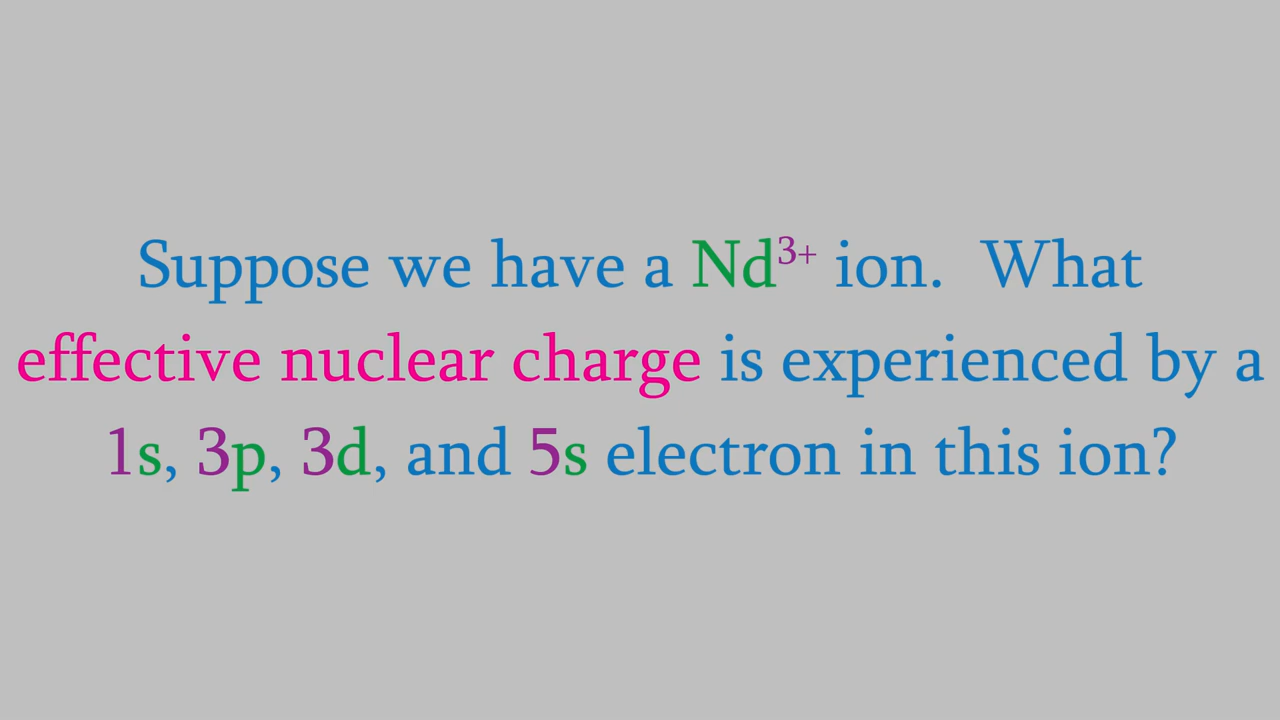 Suppose we have a Nd³⁺ ion.  What
effective nuclear charge is experienced by a
1s, 3p, 3d, and 5s electron in this ion?